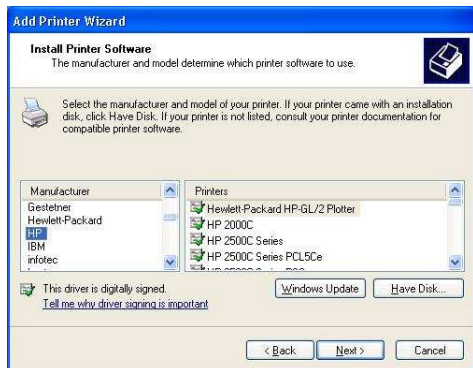 Add Printer Wizard
Install Printer Software
The manufacturer and model determine which printer software to use.
Select the manufacturer and model of your printer. If your printer came with an installation
disk, click Have Disk. If your printer is not listed, consult your printer documentation for
compatible printer software.
Manufacturer
Gestetner
Hewlett-Packard
HP
IBM
infotec
Printers
Hewlett-Packard HP-GL/2 Plotter
HP 2000C
HP 2500C Series
HP 2500C Series PCL5Ce
This driver is digitally signed.
Tell me why driver signing is important
Windows Update
Have Disk...
< Back
Next >
Cancel